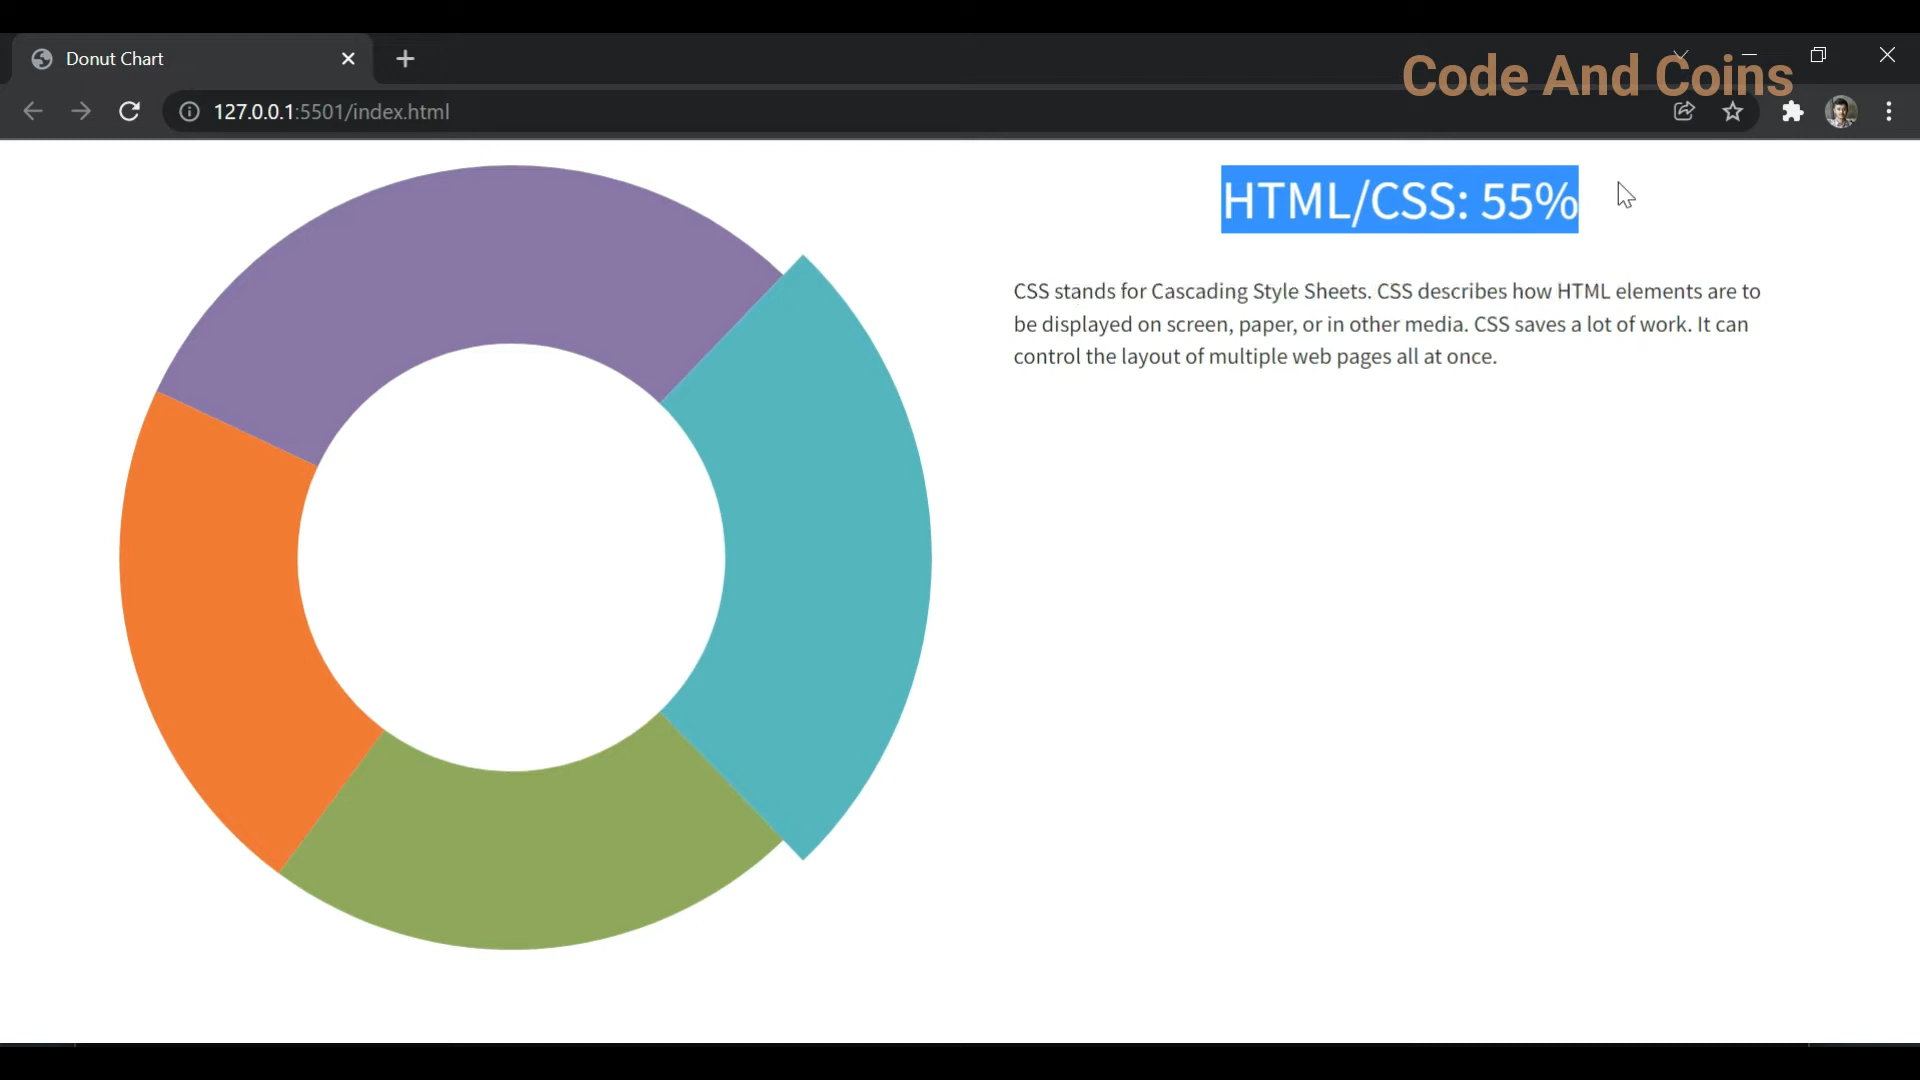 Donut Chart
Code And Coins
127.0.0.1:5501/index.html
HTML/CSS: 55%
CSS stands for Cascading Style Sheets. CSS describes how HTML elements are to
be displayed on screen, paper, or in other media. CSS saves a lot of work. It can
control the layout of multiple web pages all at once.